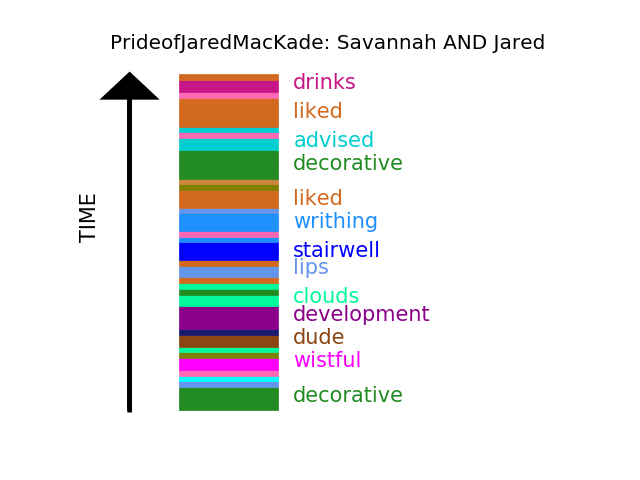 PrideofJaredMacKade: Savannah AND Jared
drinks
liked
advised
decorative
liked
writhing
stairwell
lips
clouds
development
dude
wistful
decorative
TIME